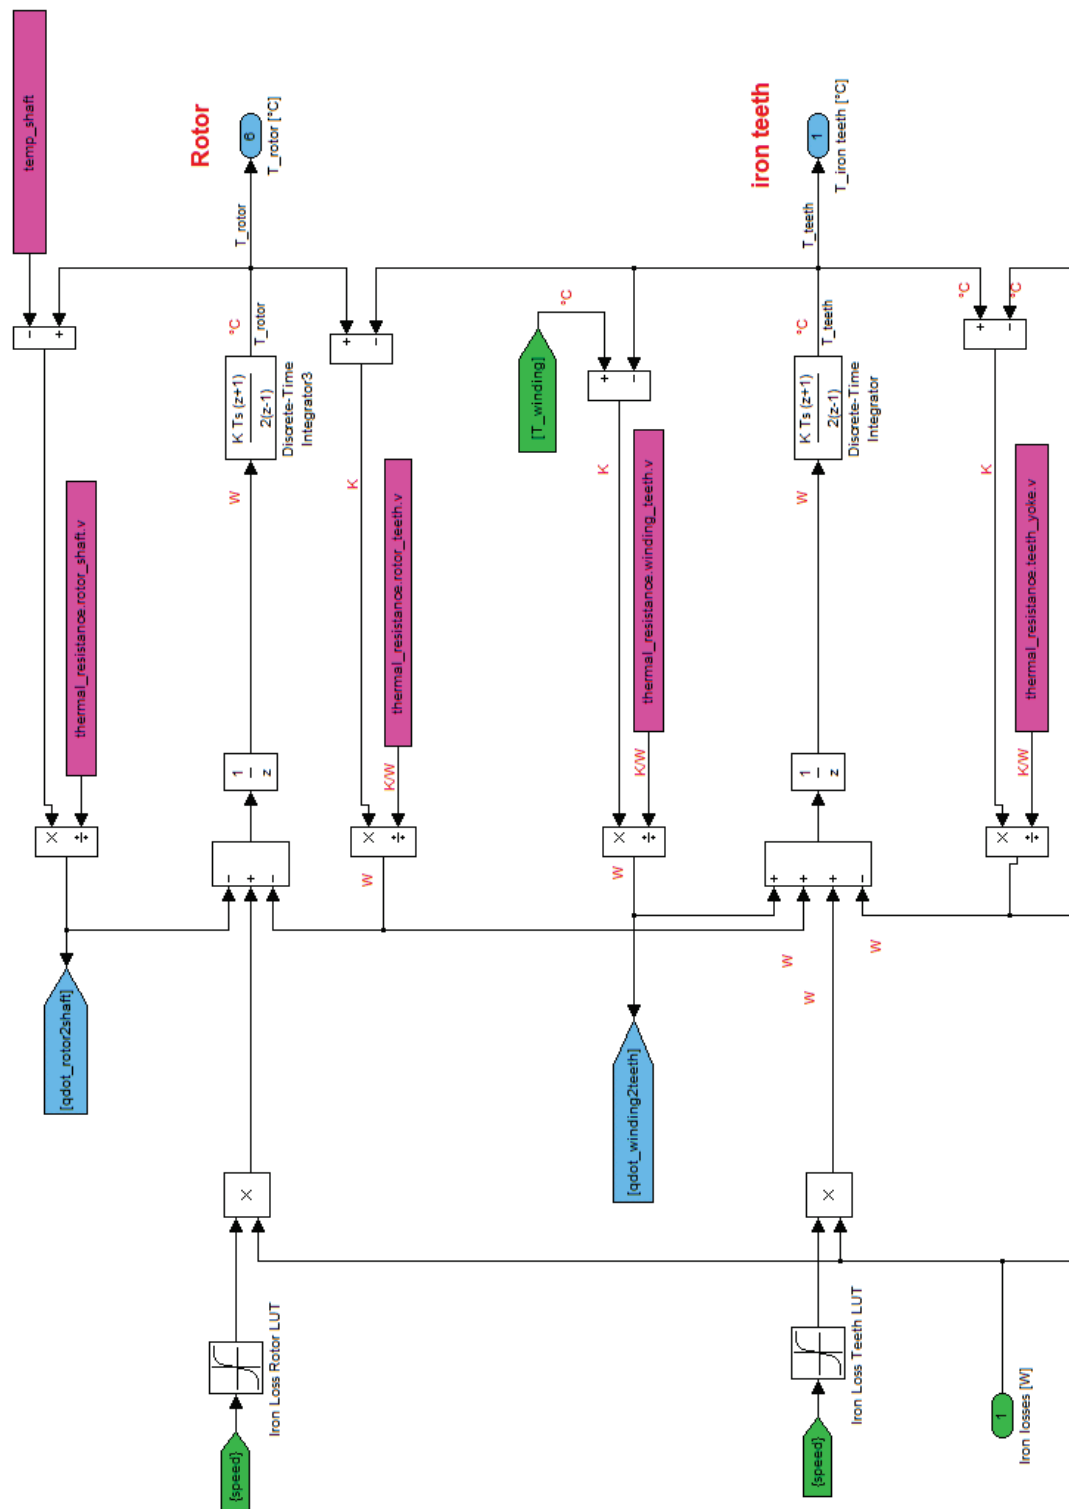 temp_shaft
Rotor
6
T_rotor [°C]
T_rotor
- +
°C
T_rotor
K Ts (z+1)
2(z-1)
Discrete-Time
Integrator3
W
thermal_resistance.rotor_shaft.v
× ÷
[qdot_rotor2shaft]
1
z
- + -
+ -
K
thermal_resistance.rotor_teeth.v
K/W
× ÷
W
×
Iron Loss Rotor LUT
{speed}
[T_winding]
°C
+ -
K
thermal_resistance.winding_teeth.v
K/W
× ÷
W
[qdot_winding2teeth]
iron teeth
1
T_iron teeth [°C]
T_teeth
°C
T_teeth
K Ts (z+1)
2(z-1)
Discrete-Time
Integrator
W
1
z
+ + + -
W
W
W
×
Iron Loss Teeth LUT
{speed}
°C
°C
+ -
K
thermal_resistance.teeth_yoke.v
K/W
× ÷
1
Iron losses [W]